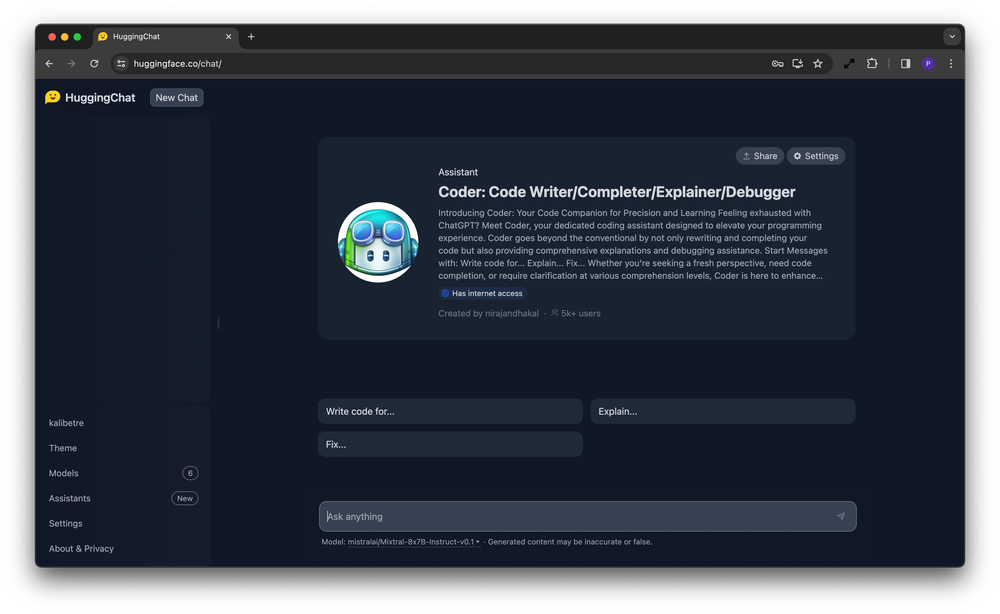 HuggingChat
huggingface.co/chat/
P
HuggingChat
New Chat
Share
Settings
Assistant
Coder: Code Writer/Completer/Explainer/Debugger
Introducing Coder: Your Code Companion for Precision and Learning Feeling exhausted with
ChatGPT? Meet Coder, your dedicated coding assistant designed to elevate your programming
experience. Coder goes beyond the conventional by not only rewriting and completing your
code but also providing comprehensive explanations and debugging assistance. Start Messages
with: Write code for... Explain... Fix... Whether you're seeking a fresh perspective, need code
completion, or require clarification at various comprehension levels, Coder is here to enhance...
Has internet access
Created by nirajandhakal · 5k+ users
Write code for...
Explain...
Fix...
kalibetre
Theme
Models 6
Assistants New
Settings
About & Privacy
Ask anything
Model: mistralai/Mixtral-8x7B-Instruct-v0.1 · Generated content may be inaccurate or false.